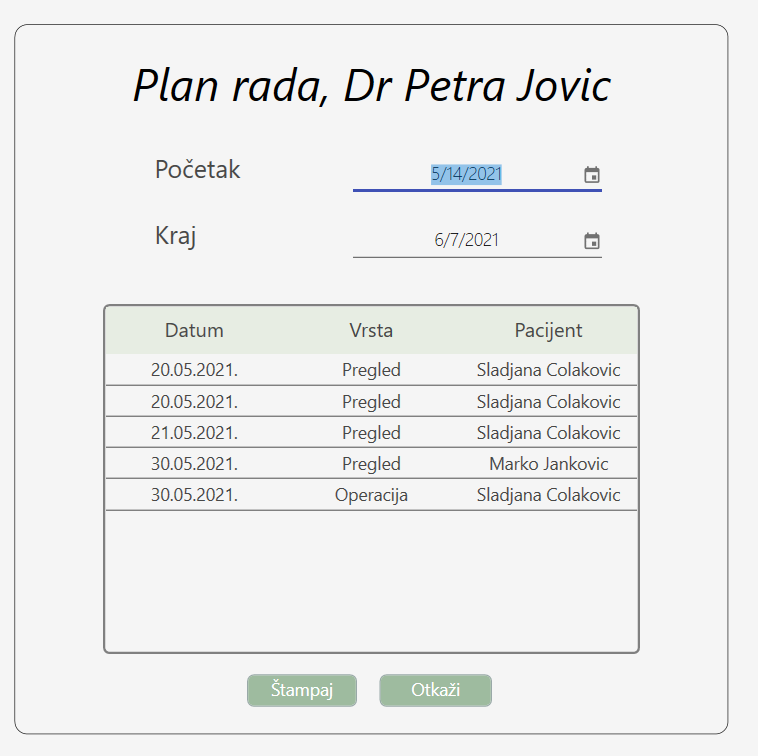 Plan rada, Dr Petra Jovic
Početak 5/14/2021
Kraj 6/7/2021
Datum Vrsta Pacijent
20.05.2021. Pregled Sladjana Colakovic
20.05.2021. Pregled Sladjana Colakovic
21.05.2021. Pregled Sladjana Colakovic
30.05.2021. Pregled Marko Jankovic
30.05.2021. Operacija Sladjana Colakovic
Štampaj Otkaži